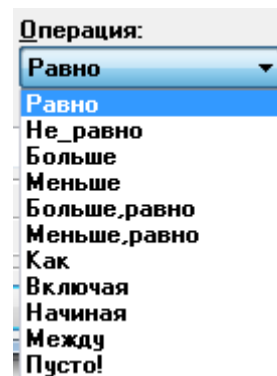 Операция:
Равно
Равно
Не_равно
Больше
Меньше
Больше,равно
Меньше,равно
Как
Включая
Начиная
Между
Пусто!